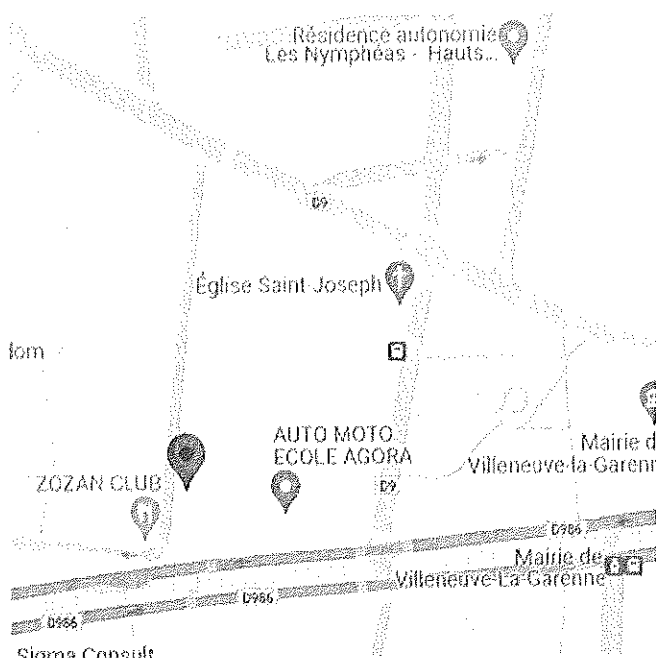 Résidence autonomie
Les Nymphéas - Hauts...
D9
Église Saint-Joseph
dom
AUTO MOTO
ECOLE AGORA
ZOZAN CLUB
D9
Mairie d
Villeneuve-la-Garenn
D986
Mairie de
Villeneuve-La-Garenne
D986
D986
Sigma Consult